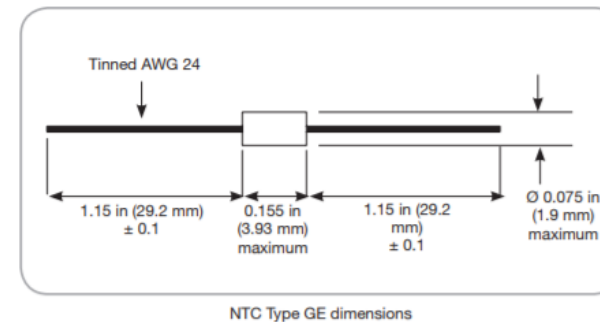 Tinned AWG 24
1.15 in (29.2 mm)
± 0.1
0.155 in
(3.93 mm)
maximum
1.15 in (29.2
mm)
± 0.1
Ø 0.075 in
(1.9 mm)
maximum
NTC Type GE dimensions